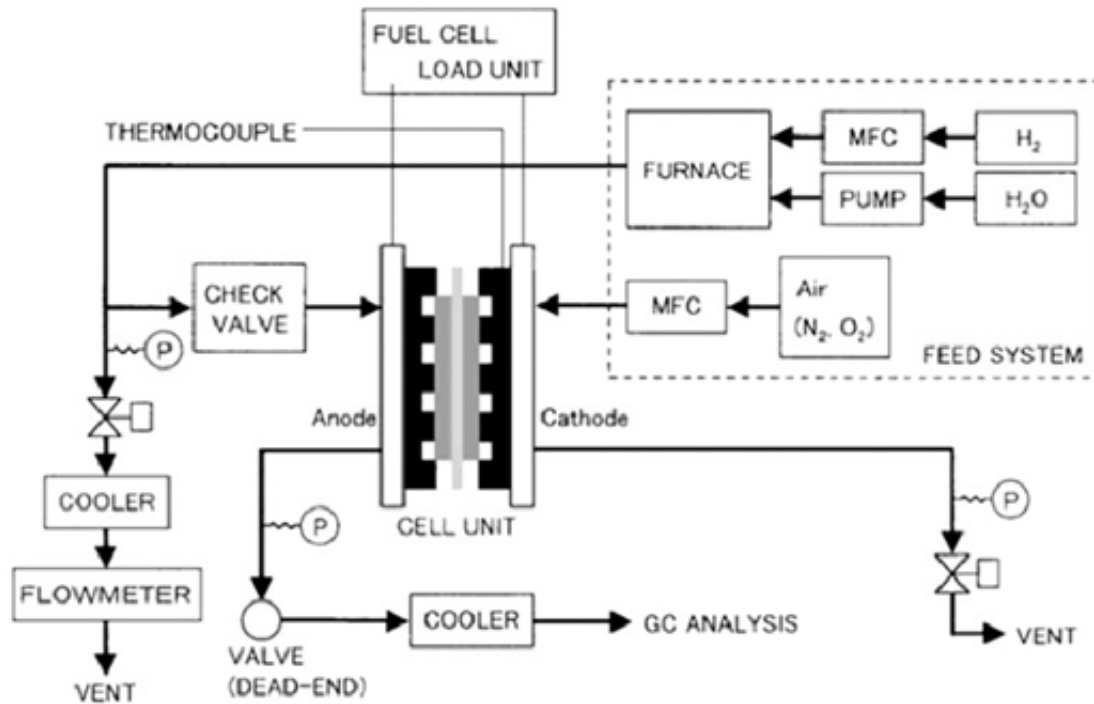 FUEL CELL
LOAD UNIT
THERMOCOUPLE
FURNACE
MFC
H₂
PUMP
H₂O
CHECK
VALVE
MFC
Air
(N₂, O₂)
FEED SYSTEM
P
Anode
Cathode
COOLER
P
CELL UNIT
P
FLOWMETER
COOLER
GC ANALYSIS
VENT
VALVE
(DEAD-END)
VENT